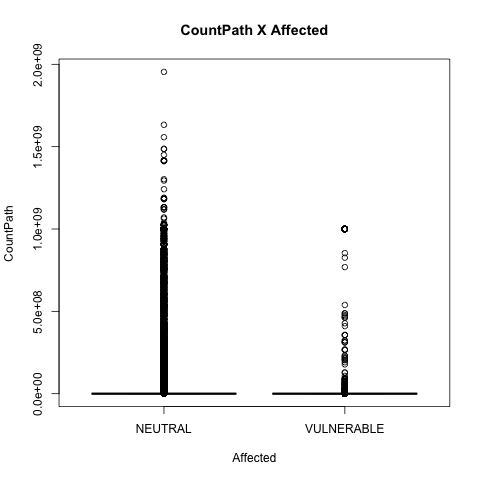 CountPath X Affected
2.0e+09
1.5e+09
1.0e+09
5.0e+08
0.0e+00
CountPath
NEUTRAL
VULNERABLE
Affected